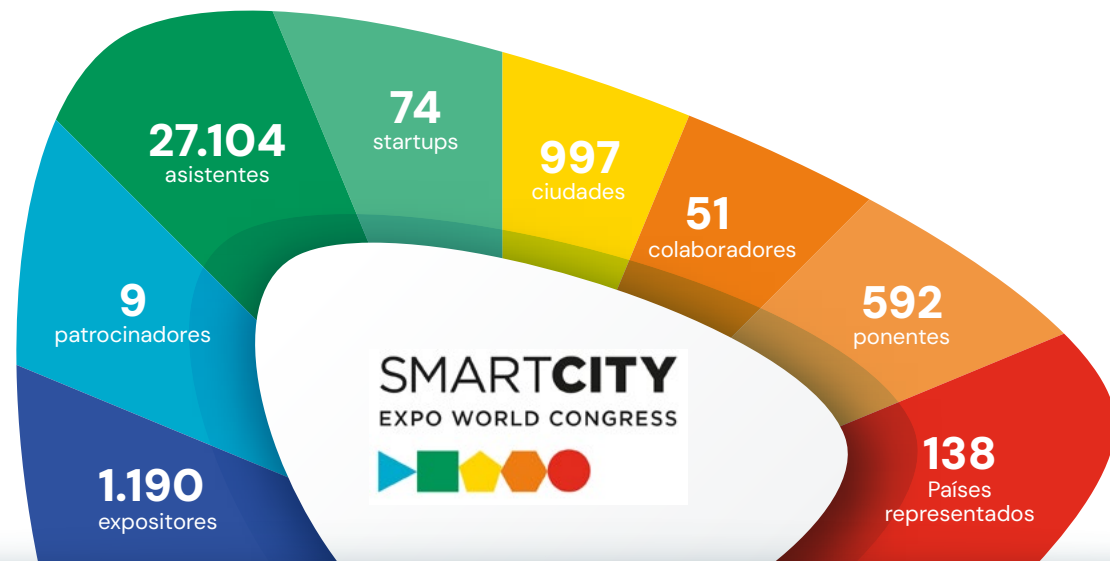 74
startups
27.104
asistentes
997
ciudades
51
colaboradores
9
patrocinadores
592
ponentes
SMARTCITY
EXPO WORLD CONGRESS
138
Países
representados
1.190
expositores